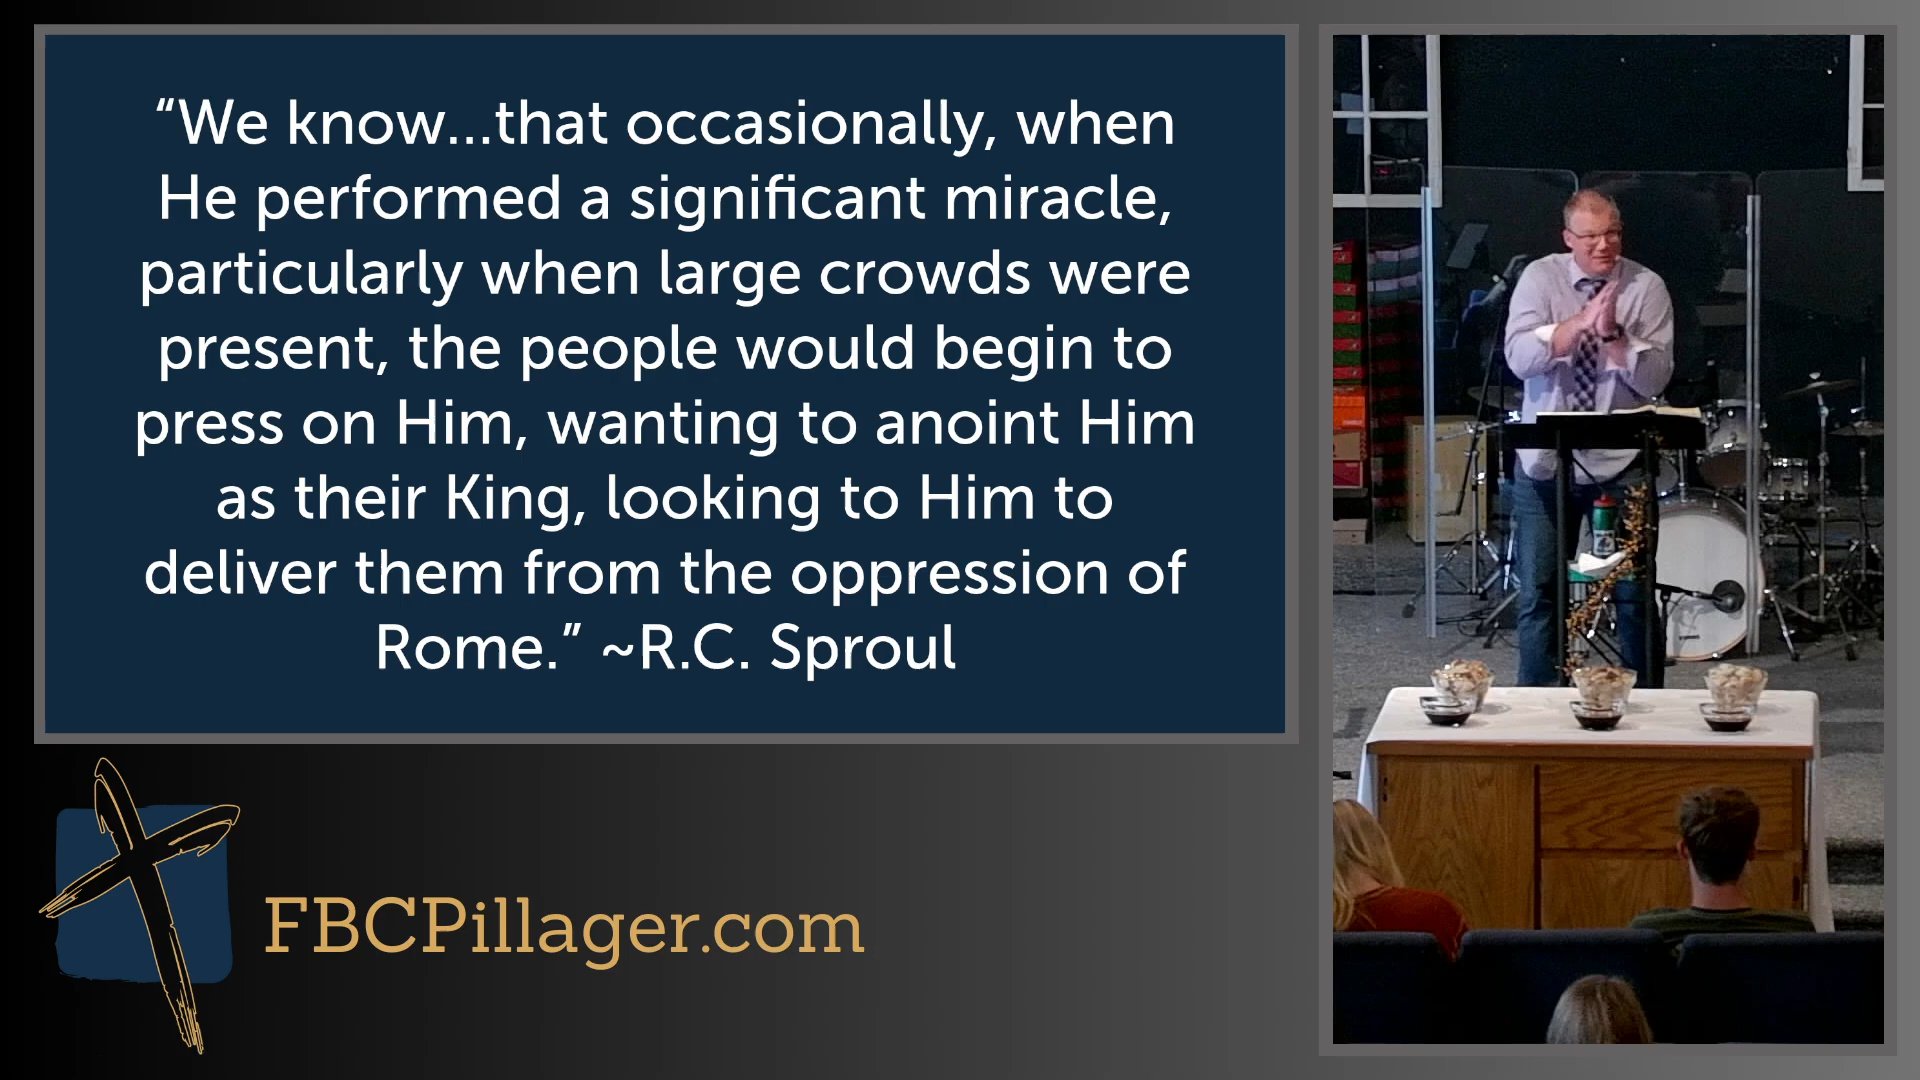 “We know...that occasionally, when
He performed a significant miracle,
particularly when large crowds were
present, the people would begin to
press on Him, wanting to anoint Him
as their King, looking to Him to
deliver them from the oppression of
Rome.” ~R.C. Sproul
FBCPillager.com